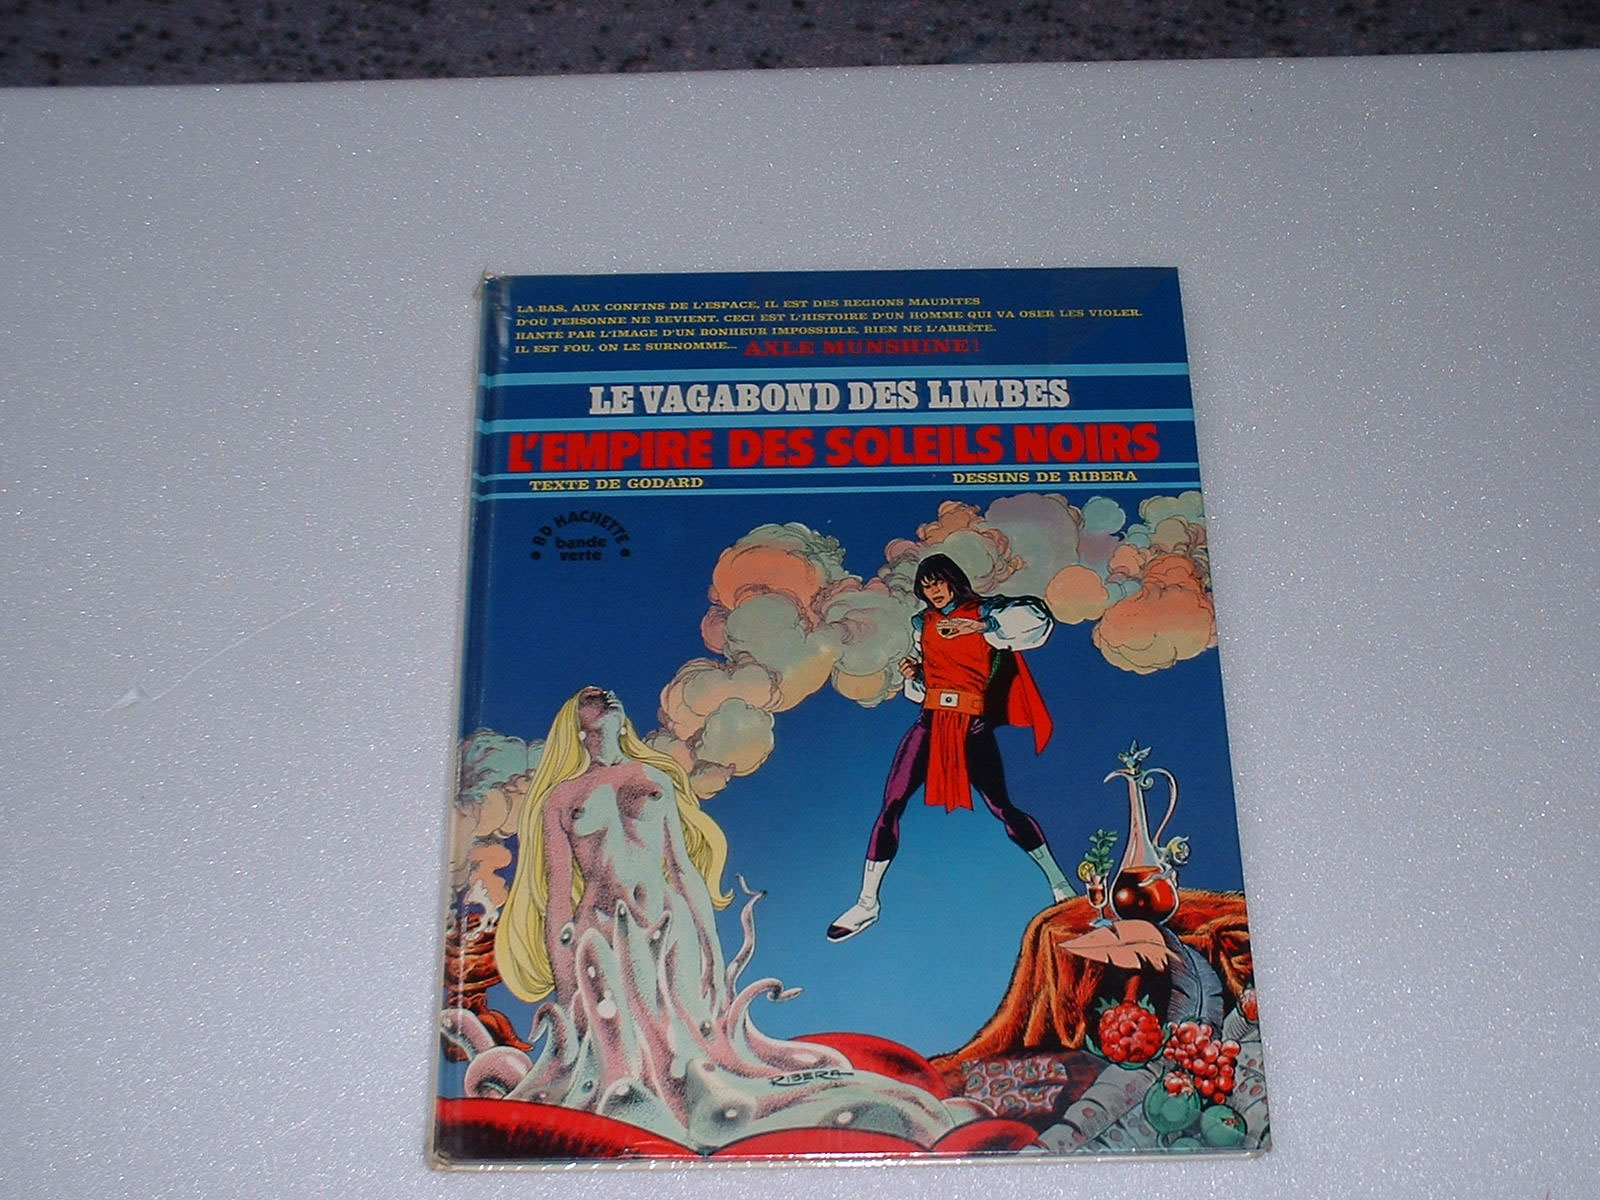 LA-BAS, AUX CONFINS DE L'ESPACE, IL EST DES REGIONS MAUDITES
D'OU PERSONNE NE REVIENT. CECI EST L'HISTOIRE D'UN HOMME QUI VA OSER LES VIOLER.
HANTE PAR L'IMAGE D'UN BONHEUR IMPOSSIBLE, RIEN NE L'ARRÊTE.
IL EST FOU. ON LE SURNOMME... AXLE MUNSHINE!
LE VAGABOND DES LIMBES
L'EMPIRE DES SOLEILS NOIRS
TEXTE DE GODARD
DESSINS DE RIBERA
• BD HACHETTE •
bande
verte
RIBERA